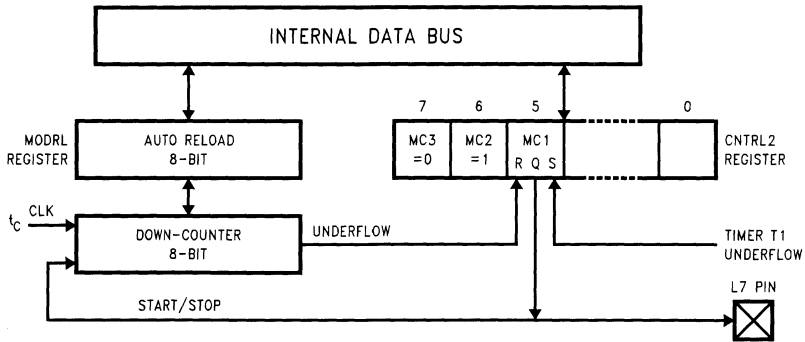 INTERNAL DATA BUS
7 6 5 0
MODRL
REGISTER
AUTO RELOAD
8-BIT
MC3
=0
MC2
=1
MC1
R Q S
CNTRL2
REGISTER
tC CLK
DOWN-COUNTER
8-BIT
UNDERFLOW
TIMER T1
UNDERFLOW
START/STOP
L7 PIN